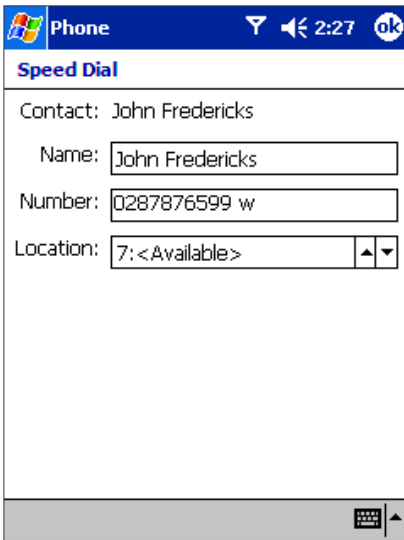 Phone 2:27 ok
Speed Dial
Contact: John Fredericks
Name: John Fredericks
Number: 0287876599 w
Location: 7:<Available>